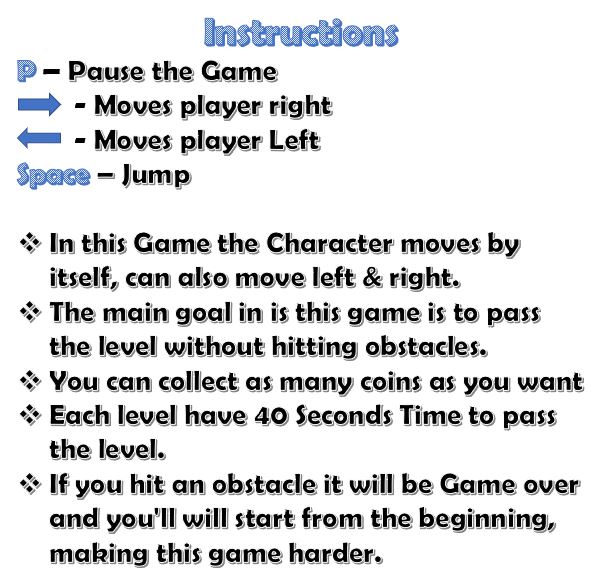 Instructions
P – Pause the Game
- Moves player right
- Moves player Left
Space – Jump
❖ In this Game the Character moves by
itself, can also move left & right.
❖ The main goal in is this game is to pass
the level without hitting obstacles.
❖ You can collect as many coins as you want
❖ Each level have 40 Seconds Time to pass
the level.
❖ If you hit an obstacle it will be Game over
and you'll will start from the beginning,
making this game harder.